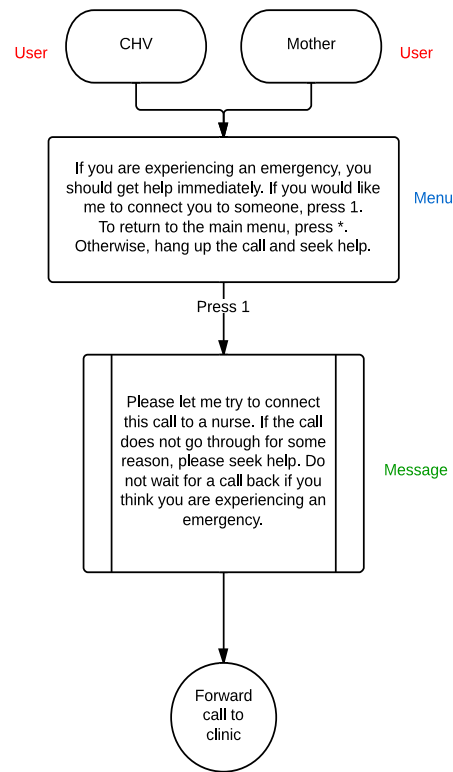 User
CHV
Mother
User
If you are experiencing an emergency, you
should get help immediately. If you would like
me to connect you to someone, press 1.
To return to the main menu, press *.
Otherwise, hang up the call and seek help.
Menu
Press 1
Please let me try to connect
this call to a nurse. If the call
does not go through for some
reason, please seek help. Do
not wait for a call back if you
think you are experiencing an
emergency.
Message
Forward
call to
clinic